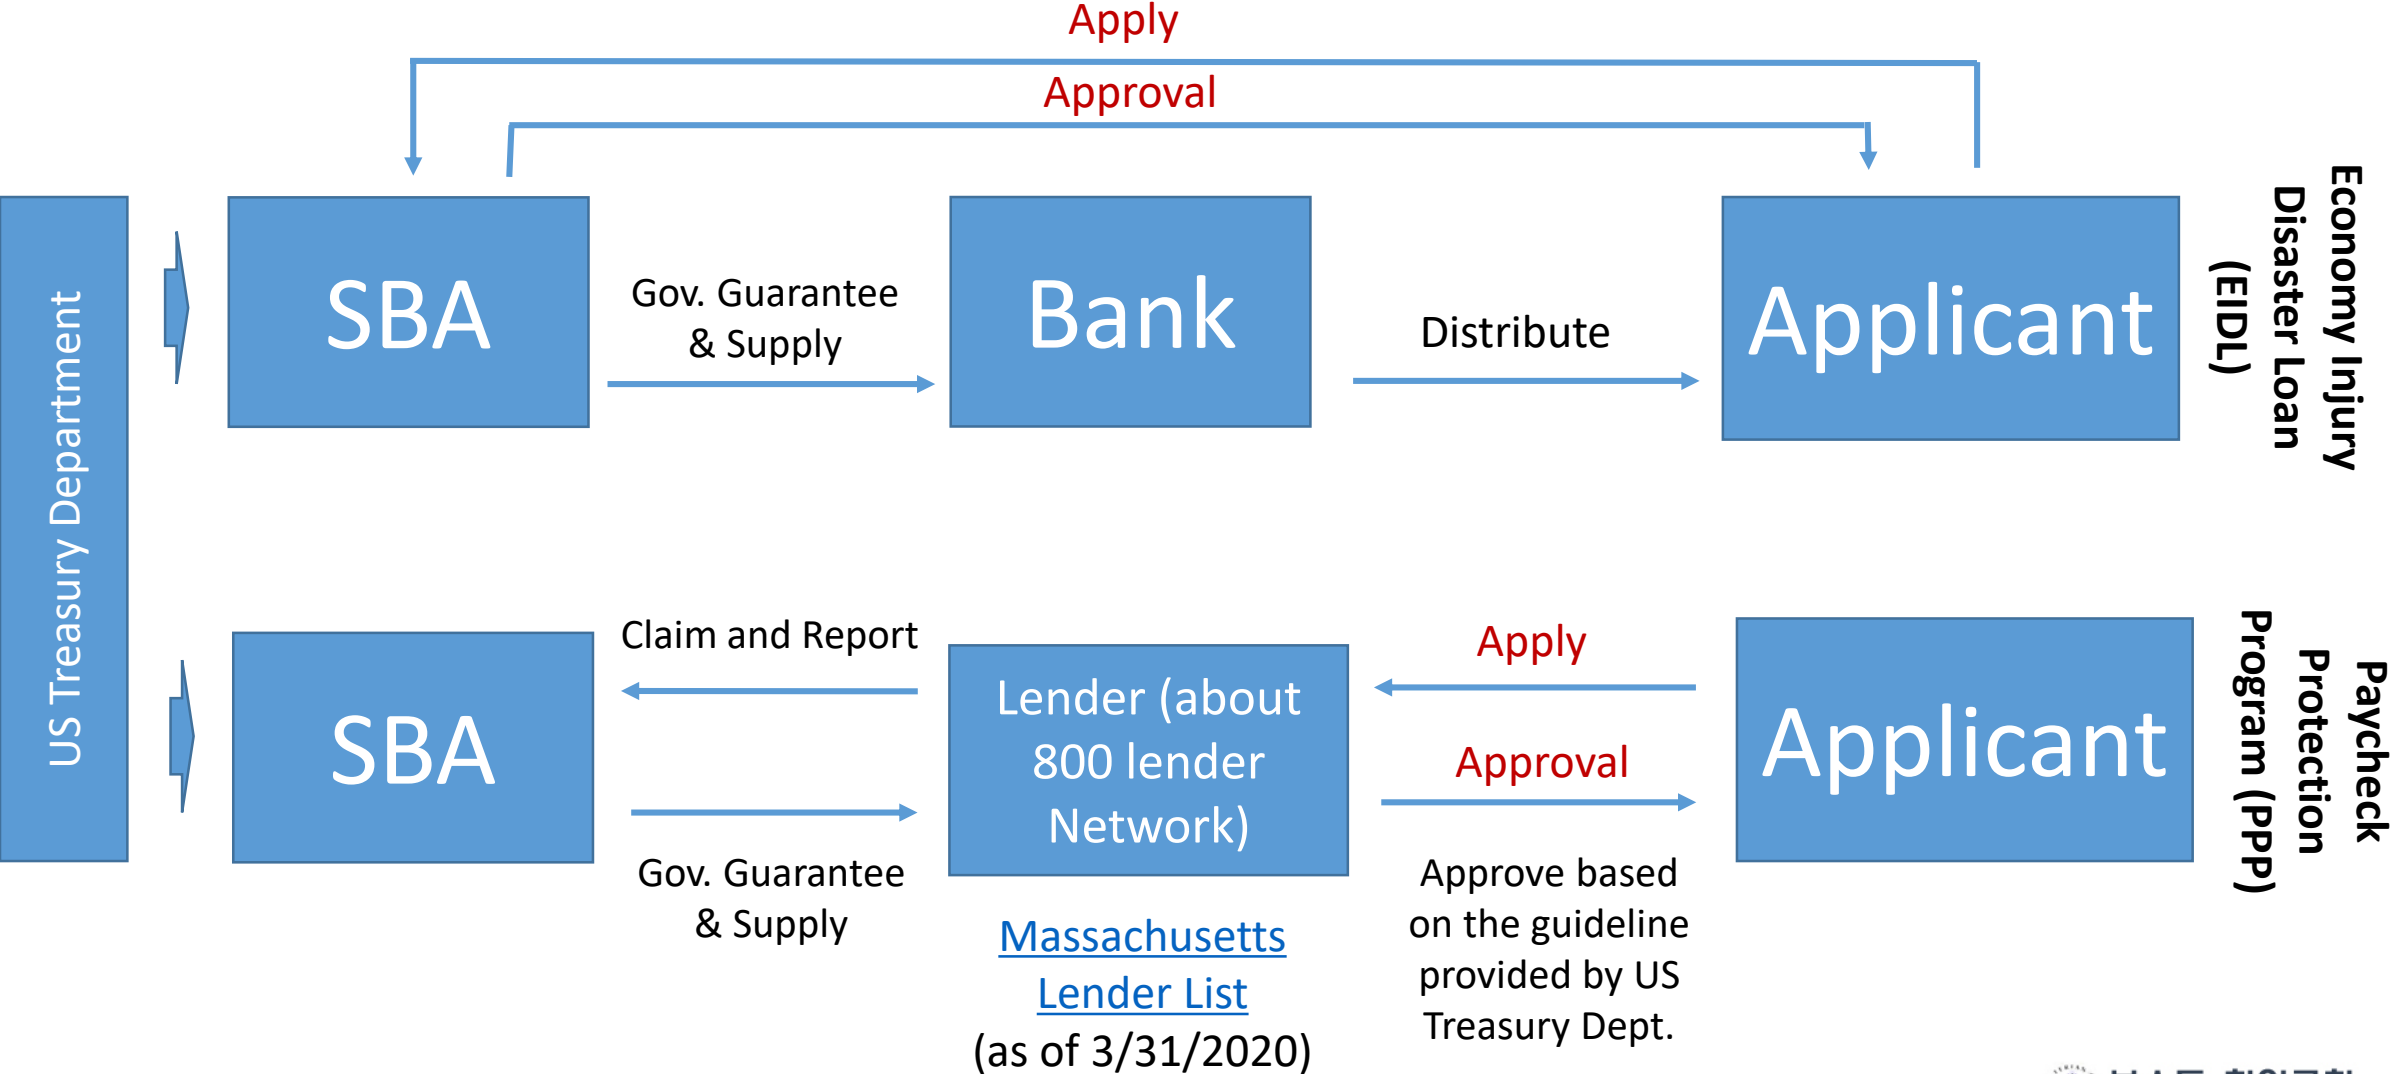 Apply
Approval
US Treasury Department
SBA
Gov. Guarantee
& Supply
Bank
Distribute
Applicant
Economy Injury
Disaster Loan
(EIDL)
SBA
Claim and Report
Gov. Guarantee
& Supply
Lender (about
800 lender
Network)
Massachusetts
Lender List
(as of 3/31/2020)
Apply
Approval
Approve based
on the guideline
provided by US
Treasury Dept.
Applicant
Paycheck
Protection
Program (PPP)